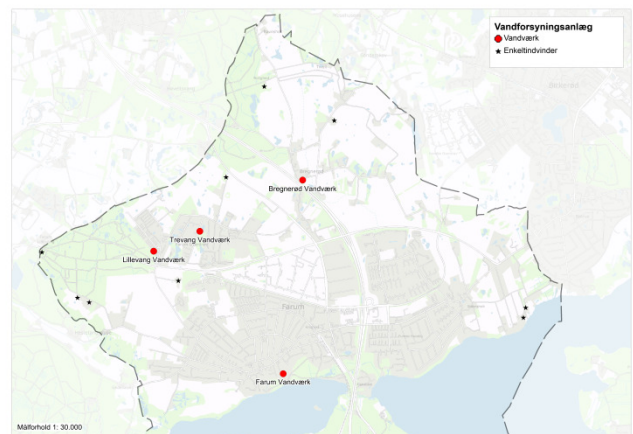 Vandforsyningsanlæg
Vandværk
Enkeltindvinder
Bregnerød Vandværk
Trevang Vandværk
Lillevang Vandværk
Farum
Farum Vandværk
Målforhold 1: 30.000